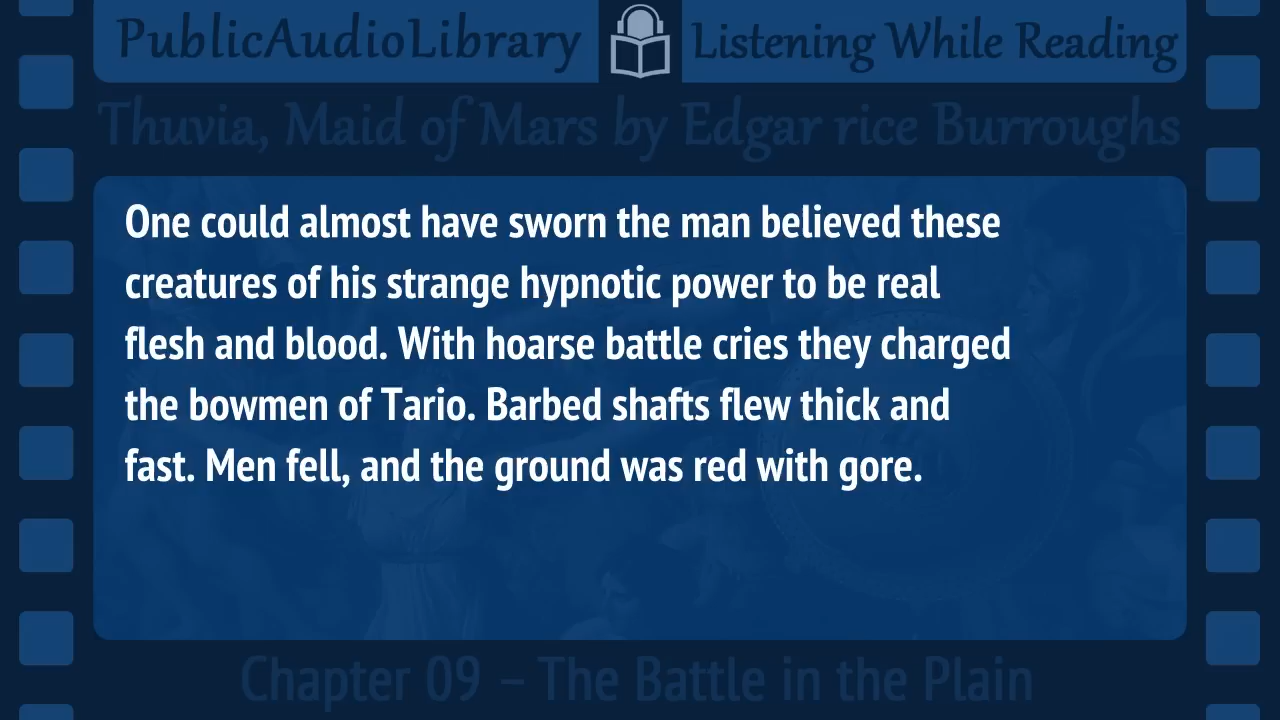 PublicAudioLibrary Listening While Reading
Thuvia, Maid of Mars by Edgar rice Burroughs
One could almost have sworn the man believed these
creatures of his strange hypnotic power to be real
flesh and blood. With hoarse battle cries they charged
the bowmen of Tario. Barbed shafts flew thick and
fast. Men fell, and the ground was red with gore.
Chapter 09 – The Battle in the Plain